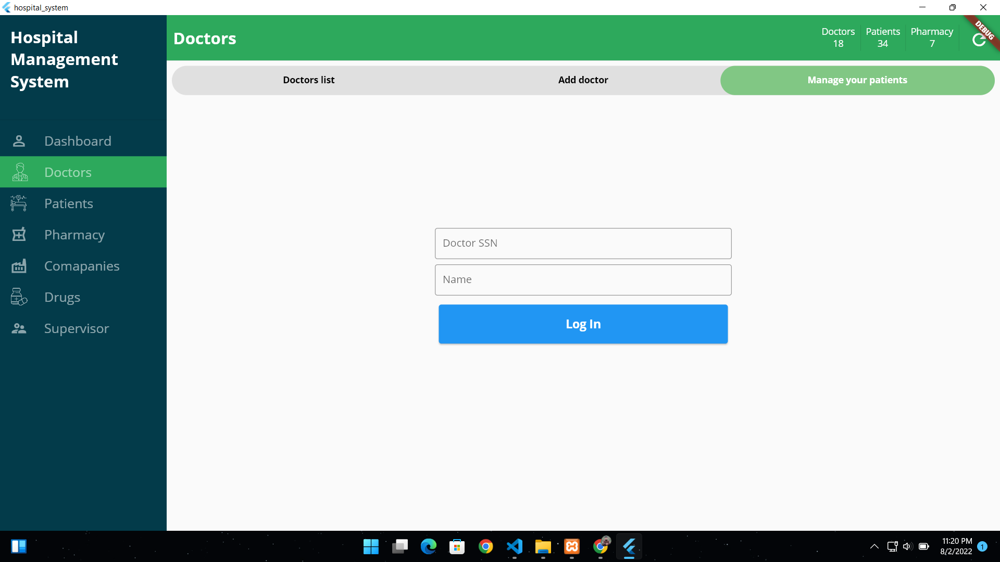 hospital_system
Hospital
Management
System
Doctors
Doctors
18
Patients
34
Pharmacy
7
DEBUG
Doctors list
Add doctor
Manage your patients
Dashboard
Doctors
Patients
Pharmacy
Comapanies
Drugs
Supervisor
Doctor SSN
Name
Log In
11:20 PM
8/2/2022
1